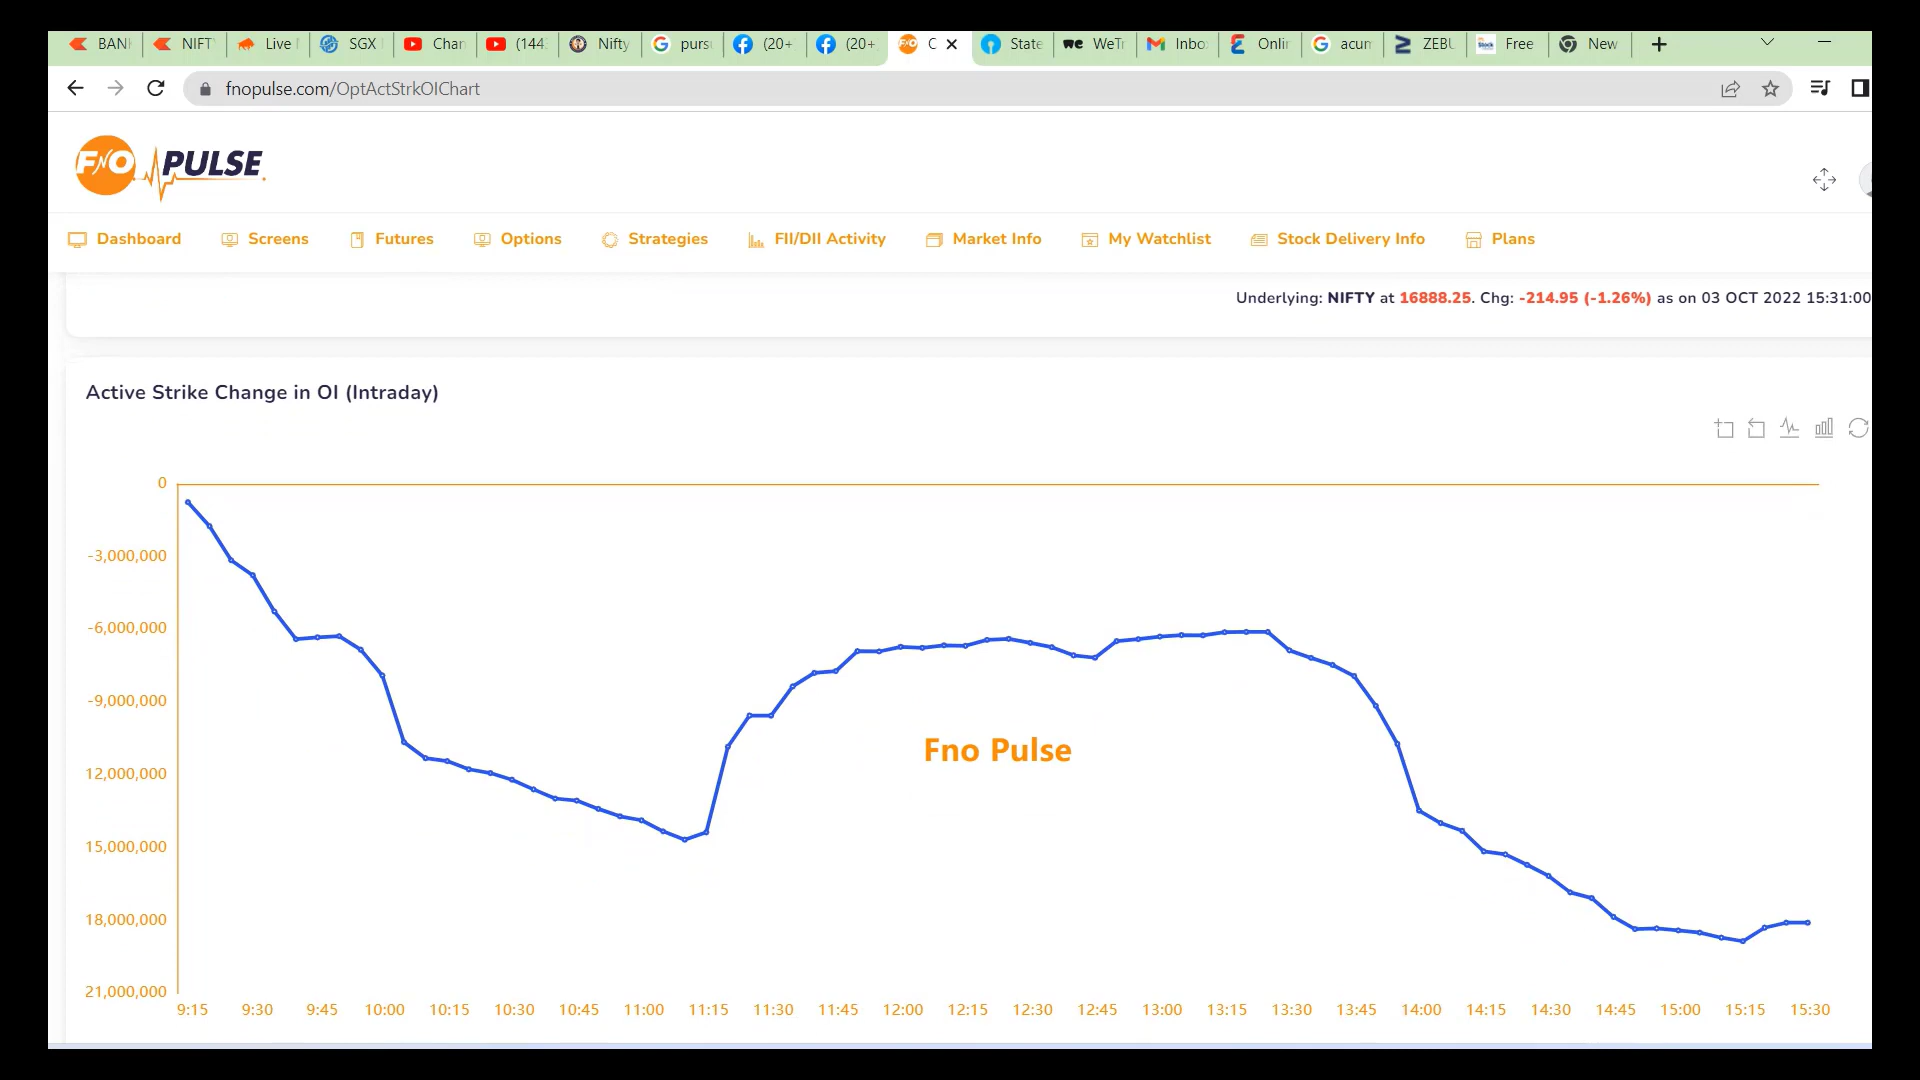 BAN NIFT Live SGX Chan (144 Nifty purs (20+ (20+ C State WeTr Inbo Onlin acum ZEBU Free New
fnopulse.com/OptActStrkOIChart
FNO PULSE
Dashboard Screens Futures Options Strategies FII/DII Activity Market Info My Watchlist Stock Delivery Info Plans
Underlying: NIFTY at 16888.25. Chg: -214.95 (-1.26%) as on 03 OCT 2022 15:31:00
Active Strike Change in OI (Intraday)
0
-3,000,000
-6,000,000
-9,000,000
Fno Pulse
12,000,000
15,000,000
18,000,000
21,000,000
9:15 9:30 9:45 10:00 10:15 10:30 10:45 11:00 11:15 11:30 11:45 12:00 12:15 12:30 12:45 13:00 13:15 13:30 13:45 14:00 14:15 14:30 14:45 15:00 15:15 15:30